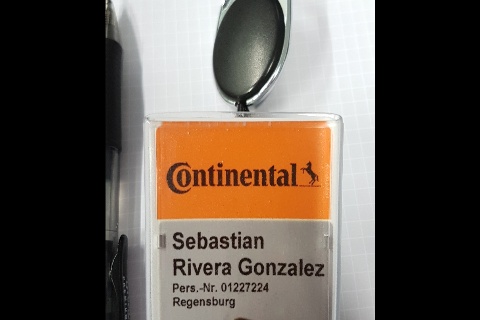 Continental
Sebastian
Rivera Gonzalez
Pers.-Nr. 01227224
Regensburg